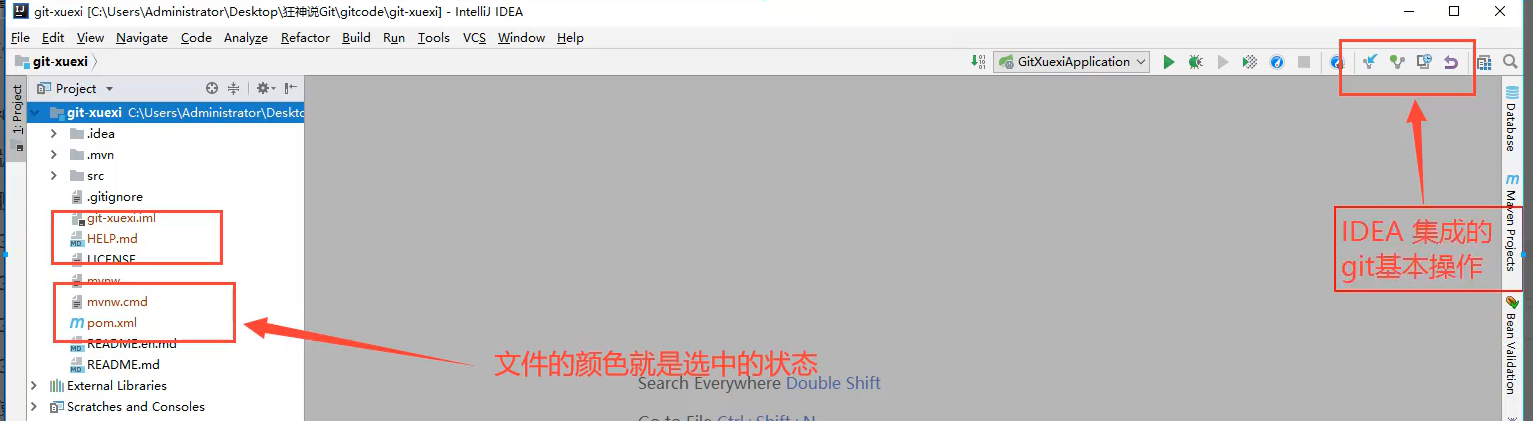 git-xuexi [C:\Users\Administrator\Desktop\狂神说Git\gitcode\git-xuexi] - IntelliJ IDEA
File Edit View Navigate Code Analyze Refactor Build Run Tools VCS Window Help
git-xuexi
GitXuexiApplication
Project
1: Project
git-xuexi C:\Users\Administrator\Deskto
.idea
.mvn
src
.gitignore
git-xuexi.iml
HELP.md
LICENSE
mvnw
mvnw.cmd
pom.xml
README.en.md
README.md
External Libraries
Scratches and Consoles
文件的颜色就是选中的状态
Search Everywhere Double Shift
Go to File Ctrl+Shift+N
IDEA 集成的
git基本操作
Database
Maven Projects
Bean Validation